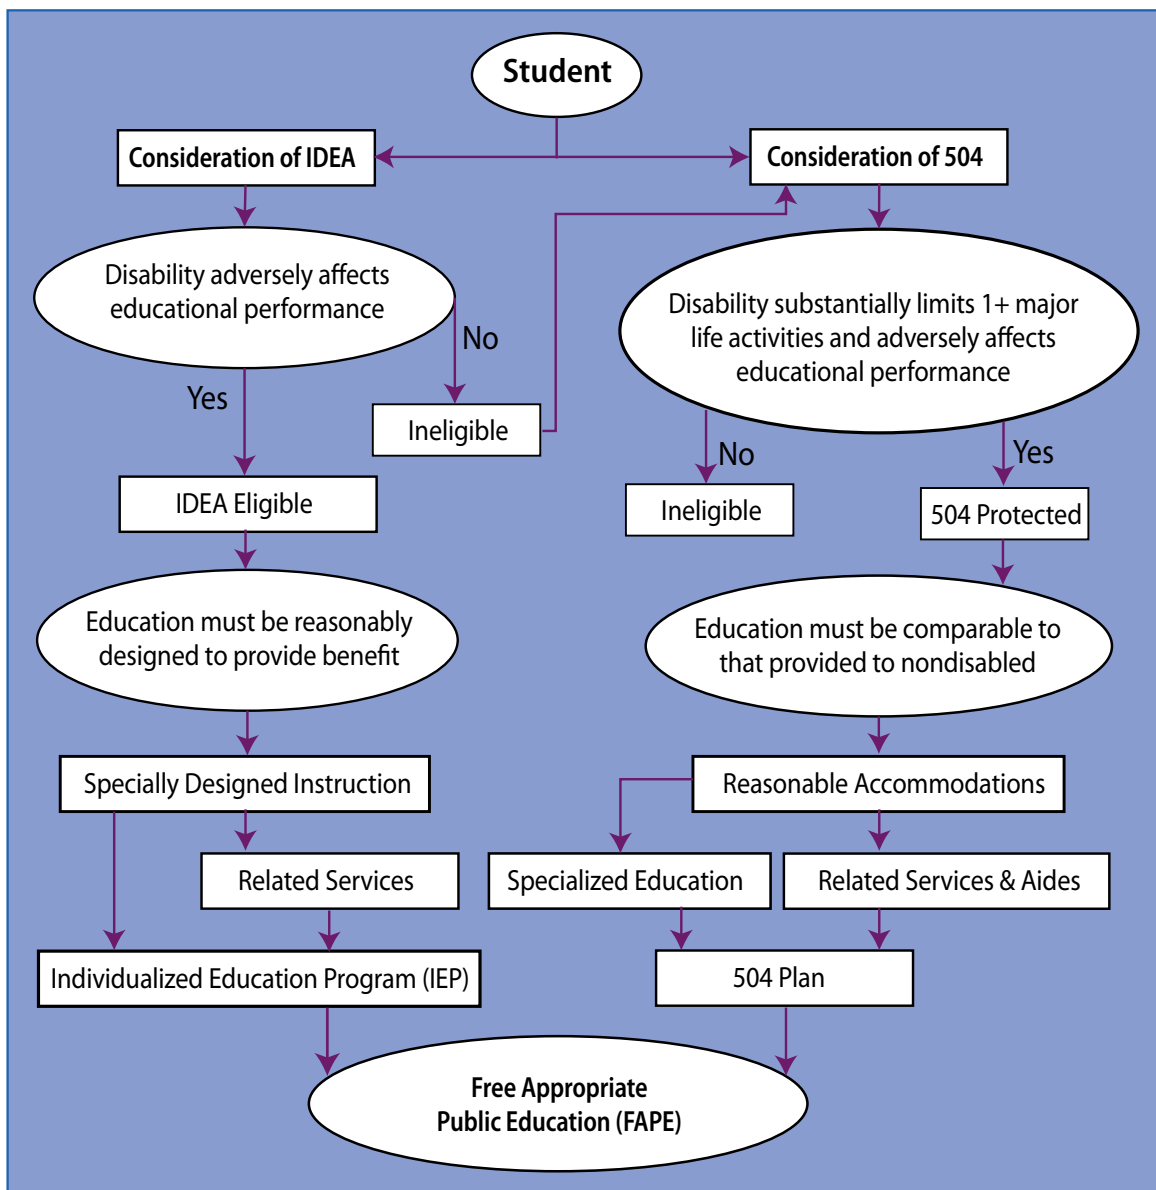 Student
Consideration of IDEA
Consideration of 504
Disability adversely affects
educational performance
Disability substantially limits 1+ major
life activities and adversely affects
educational performance
No
Yes
Ineligible
No
Yes
IDEA Eligible
Ineligible
504 Protected
Education must be reasonably
designed to provide benefit
Education must be comparable to
that provided to nondisabled
Specially Designed Instruction
Reasonable Accommodations
Related Services
Specialized Education
Related Services & Aides
Individualized Education Program (IEP)
504 Plan
Free Appropriate
Public Education (FAPE)